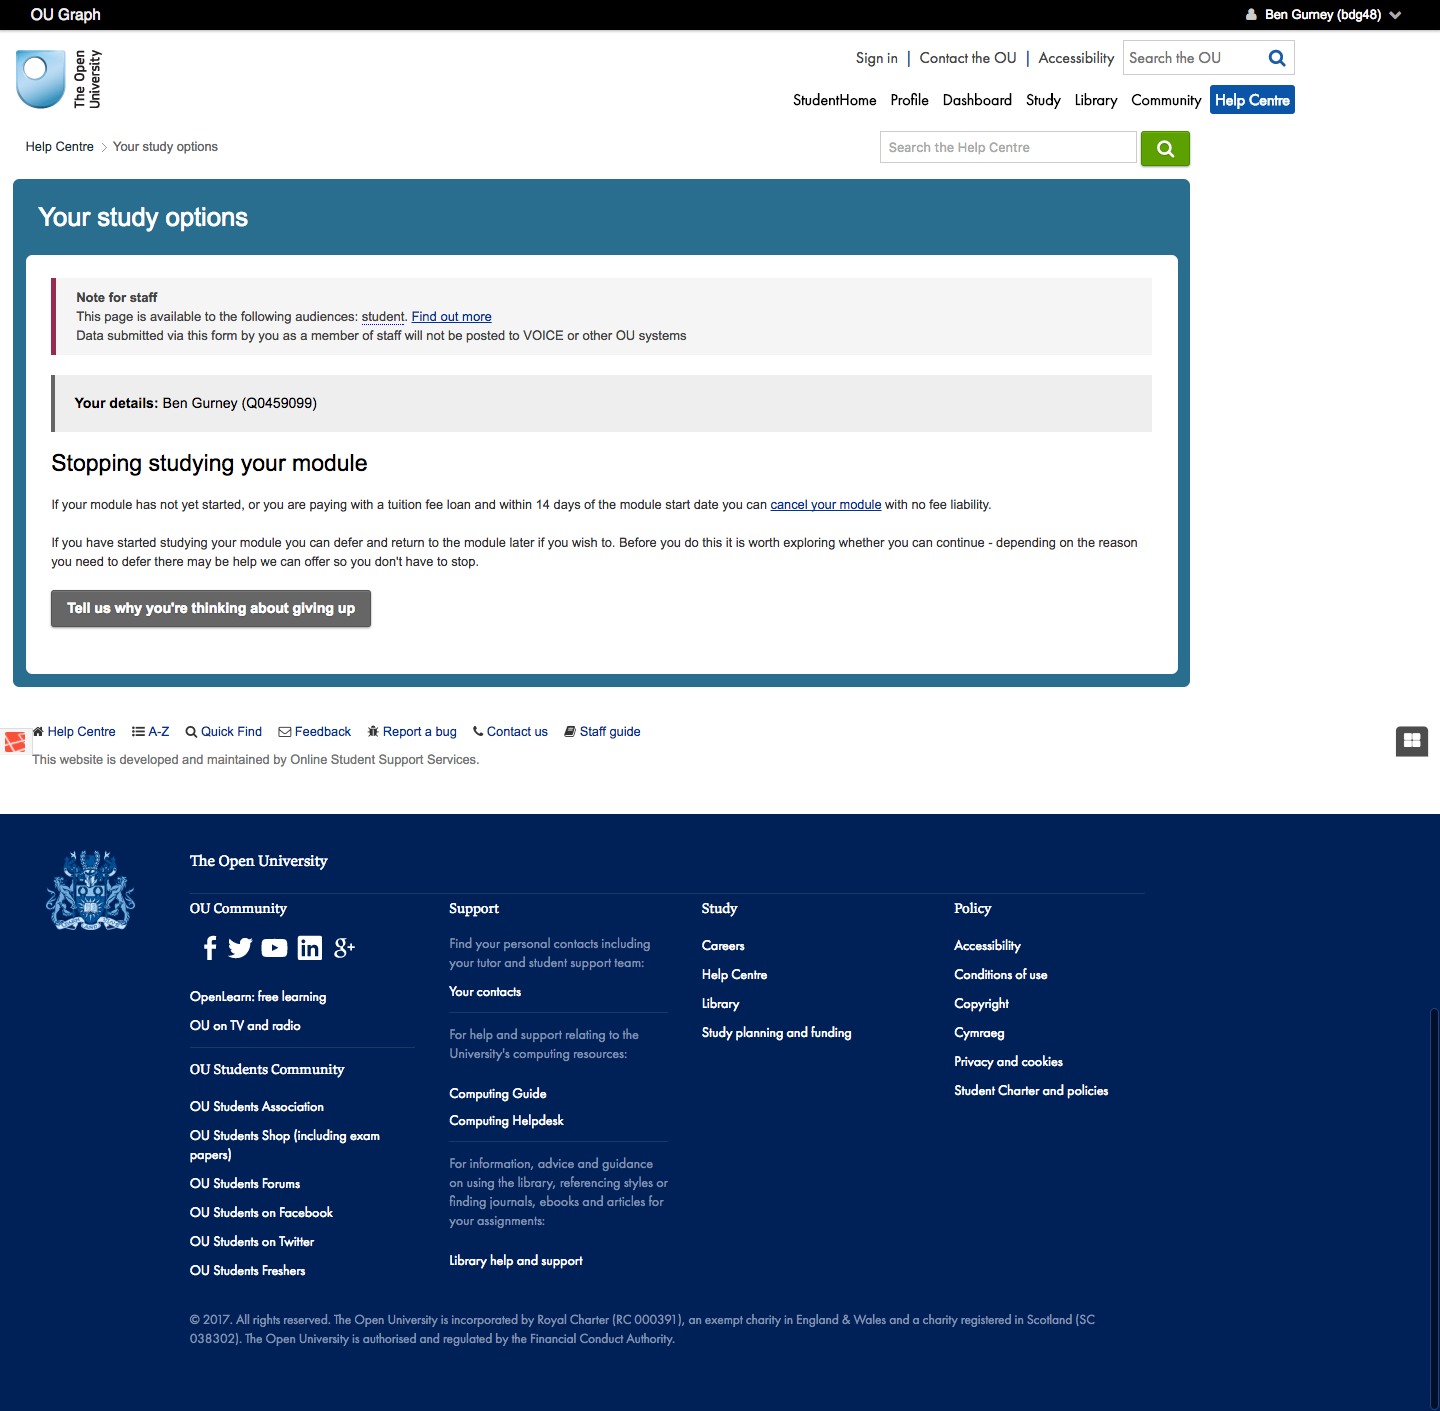 OU Graph
Ben Gurney (bdg48)
The Open
University
Sign in | Contact the OU | Accessibility
Search the OU
StudentHome Profile Dashboard Study Library Community Help Centre
Help Centre Your study options
Search the Help Centre
Your study options
Note for staff
This page is available to the following audiences: student. Find out more
Data submitted via this form by you as a member of staff will not be posted to VOICE or other OU systems
Your details: Ben Gurney (Q0459099)
Stopping studying your module
If your module has not yet started, or you are paying with a tuition fee loan and within 14 days of the module start date you can cancel your module with no fee liability.
If you have started studying your module you can defer and return to the module later if you wish to. Before you do this it is worth exploring whether you can continue - depending on the reason
you need to defer there may be help we can offer so you don't have to stop.
Tell us why you're thinking about giving up
Help Centre A-Z Quick Find Feedback Report a bug Contact us Staff guide
This website is developed and maintained by Online Student Support Services.
The Open University
OU Community
OpenLearn: free learning
OU on TV and radio
OU Students Community
OU Students Association
OU Students Shop (including exam
papers)
OU Students Forums
OU Students on Facebook
OU Students on Twitter
OU Students Freshers
Support
Find your personal contacts including
your tutor and student support team:
Your contacts
For help and support relating to the
University's computing resources:
Computing Guide
Computing Helpdesk
For information, advice and guidance
on using the library, referencing styles or
finding journals, ebooks and articles for
your assignments:
Library help and support
Study
Careers
Help Centre
Library
Study planning and funding
Policy
Accessibility
Conditions of use
Copyright
Cymraeg
Privacy and cookies
Student Charter and policies
© 2017. All rights reserved. The Open University is incorporated by Royal Charter (RC 000391), an exempt charity in England & Wales and a charity registered in Scotland (SC
038302). The Open University is authorised and regulated by the Financial Conduct Authority.